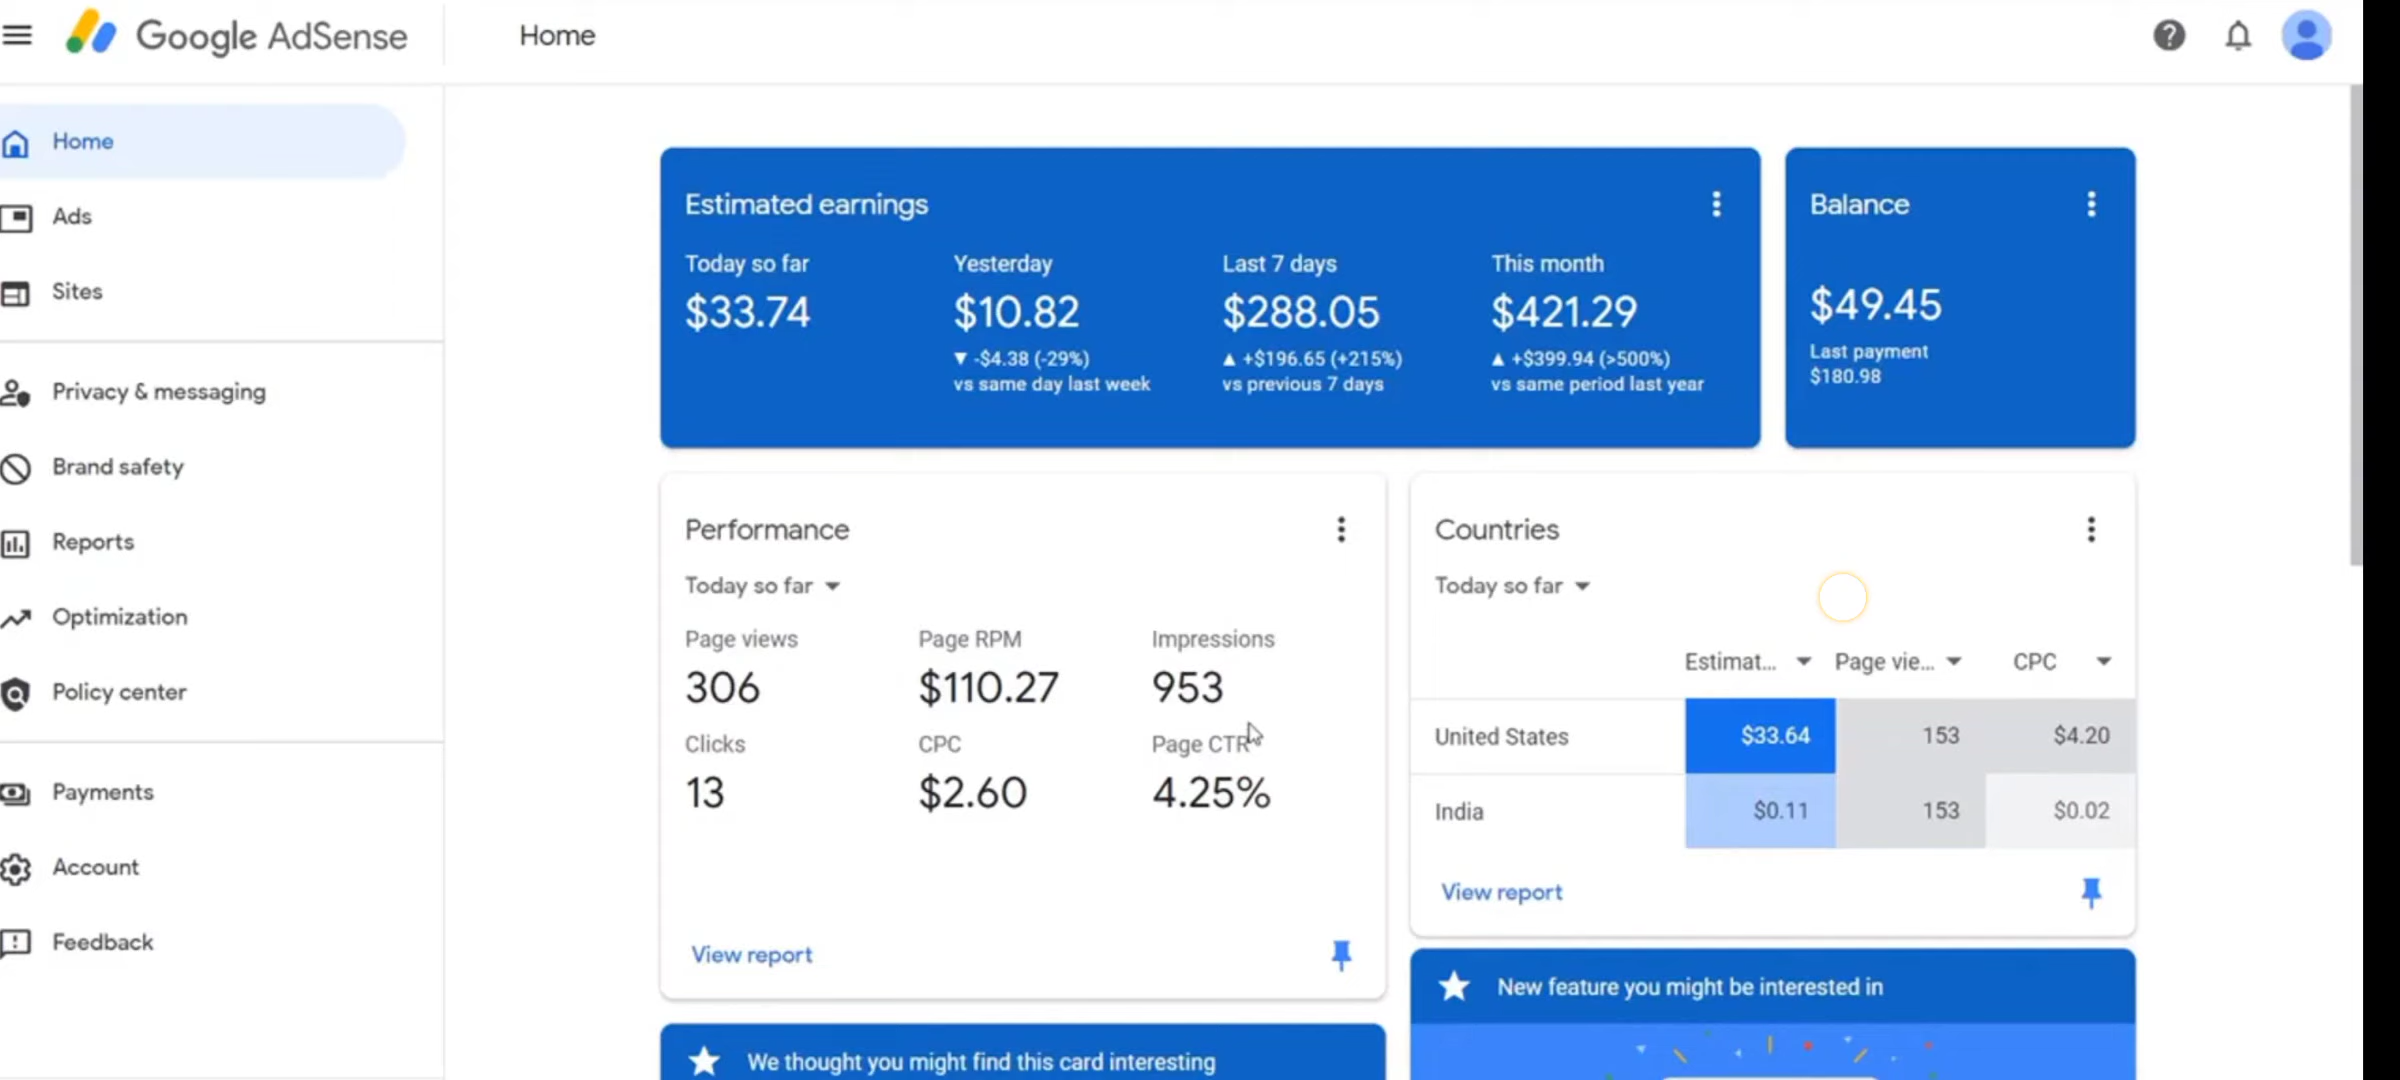 Google AdSense
Home
Home
Ads
Sites
Privacy & messaging
Brand safety
Reports
Optimization
Policy center
Payments
Account
Feedback
Estimated earnings
Today so far
$33.74
Yesterday
$10.82
▼ -$4.38 (-29%)
vs same day last week
Last 7 days
$288.05
▲ +$196.65 (+215%)
vs previous 7 days
This month
$421.29
▲ +$399.94 (>500%)
vs same period last year
Balance
$49.45
Last payment
$180.98
Performance
Today so far
Page views Page RPM Impressions
306 $110.27 953
Clicks CPC Page CTR
13 $2.60 4.25%
View report
Countries
Today so far
Estimat... Page vie... CPC
United States $33.64 153 $4.20
India $0.11 153 $0.02
View report
We thought you might find this card interesting
New feature you might be interested in